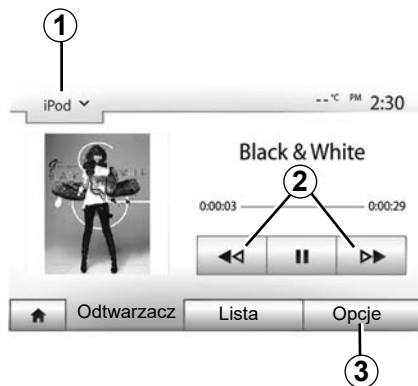 1
iPod
--°C PM 2:30
Black & White
2
0:00:03 0:00:29
Odtwarzacz Lista Opcje
3